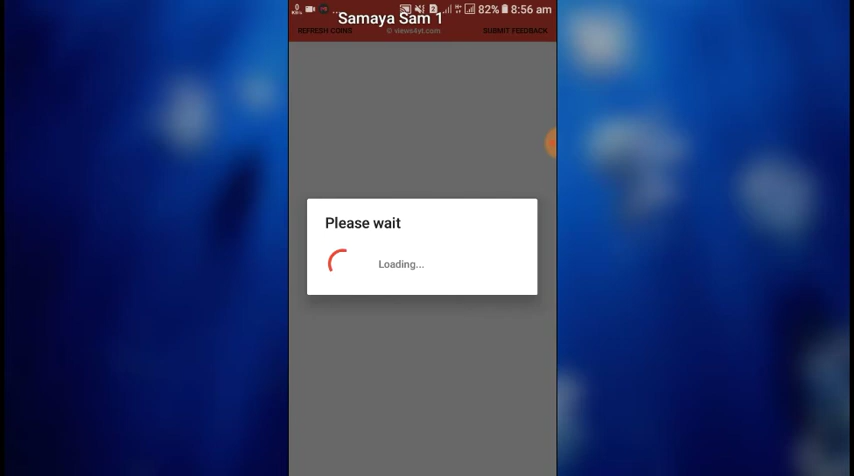 82% 8:56 am
Samaya Sam 1
REFRESH COINS © views4yt.com SUBMIT FEEDBACK
Please wait
Loading...